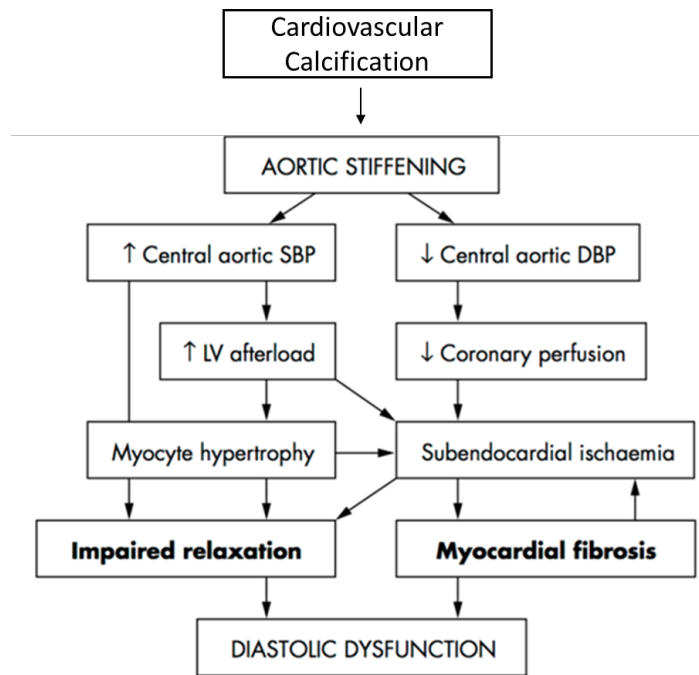 Cardiovascular
Calcification
AORTIC STIFFENING
↑ Central aortic SBP
↓ Central aortic DBP
↑ LV afterload
↓ Coronary perfusion
Myocyte hypertrophy
Subendocardial ischaemia
Impaired relaxation
Myocardial fibrosis
DIASTOLIC DYSFUNCTION